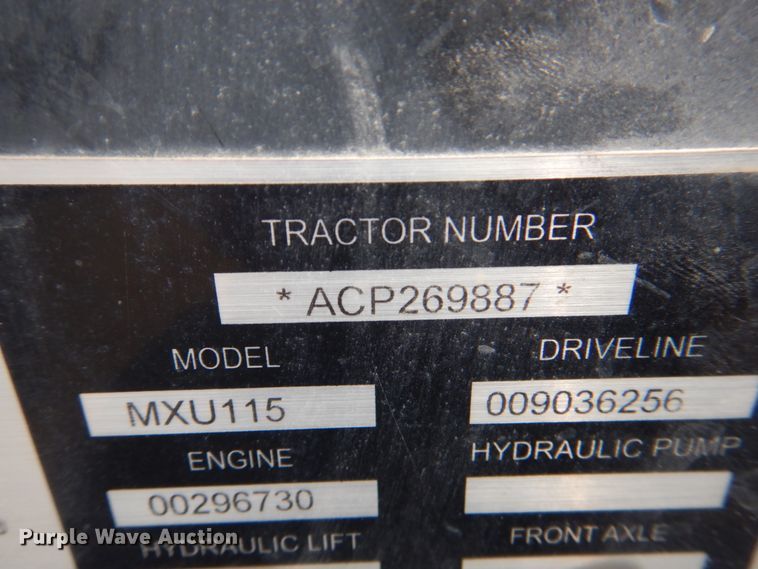 TRACTOR NUMBER
* ACP269887 *
MODEL
DRIVELINE
MXU115
009036256
ENGINE
HYDRAULIC PUMP
00296730
Purple Wave Auction
HYDRAULIC LIFT
FRONT AXLE